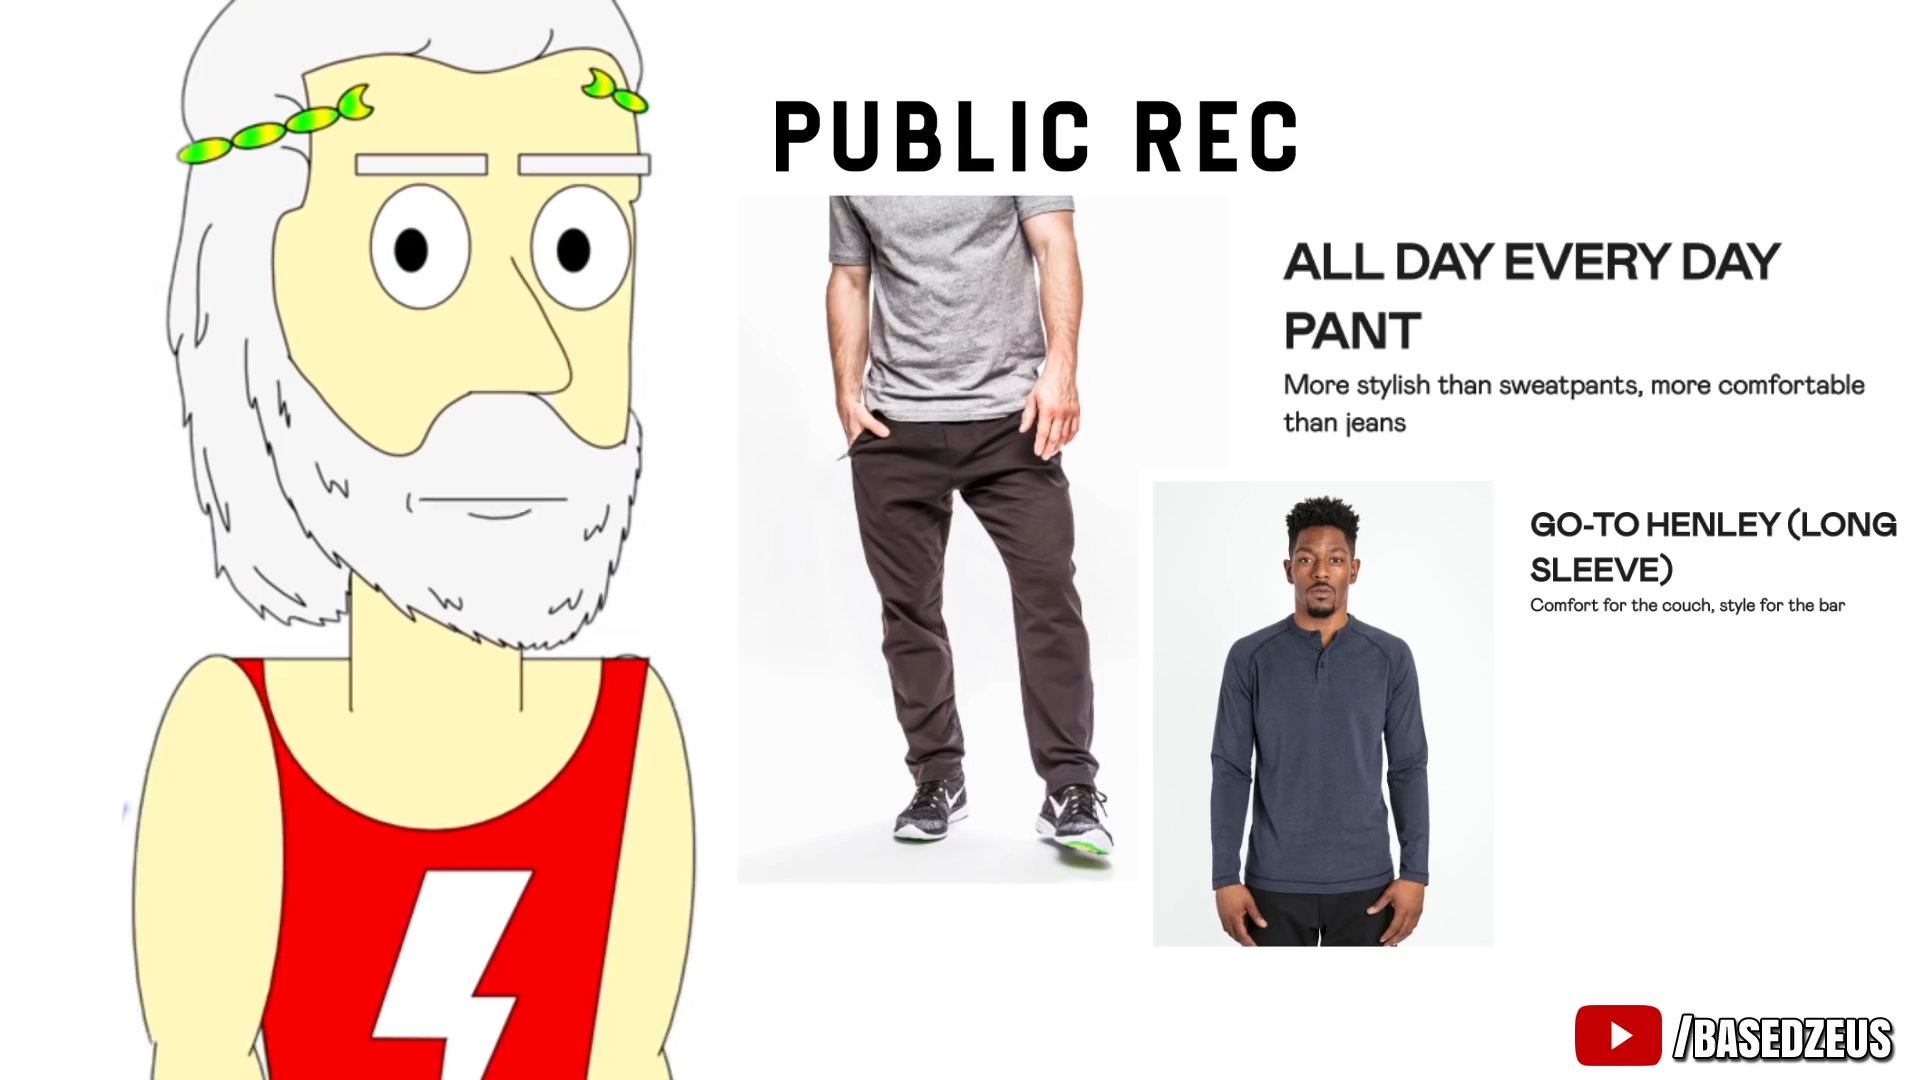 PUBLIC REC
ALL DAY EVERY DAY
PANT
More stylish than sweatpants, more comfortable
than jeans
GO-TO HENLEY (LONG
SLEEVE)
Comfort for the couch, style for the bar
/BASEDZEUS